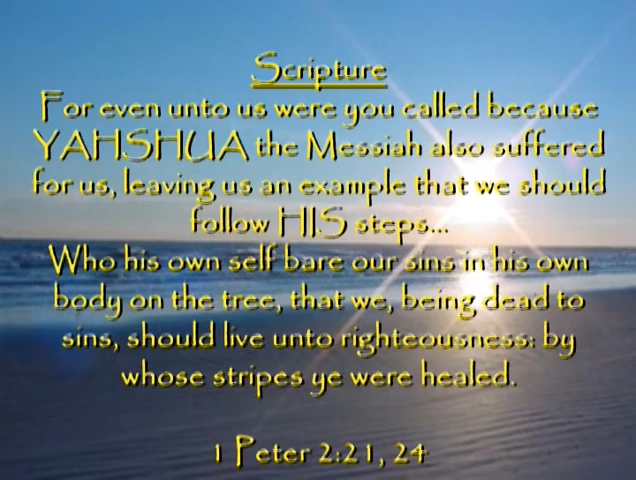 Scripture
For even unto us were you called because
YAHSHUA the Messiah also suffered
for us, leaving us an example that we should
follow HIS steps...
Who his own self bare our sins in his own
body on the tree, that we, being dead to
sins, should live unto righteousness: by
whose stripes ye were healed.
1 Peter 2:21, 24